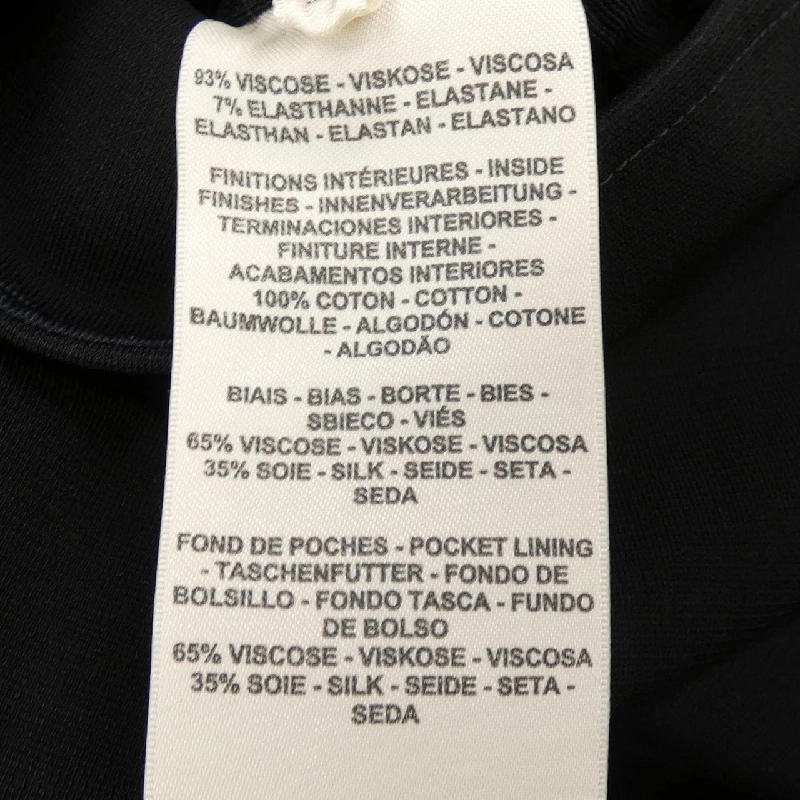 93% VISCOSE - VISKOSE - VISCOSA
7% ELASTHANNE - ELASTANE -
ELASTHAN - ELASTAN - ELASTANO
FINITIONS INTÉRIEURES - INSIDE
FINISHES - INNENVERARBEITUNG -
TERMINACIONES INTERIORES -
FINITURE INTERNE -
ACABAMENTOS INTERIORES
100% COTON - COTTON -
BAUMWOLLE - ALGODÓN - COTONE
- ALGODÃO
BIAIS - BIAS - BORTE - BIES -
SBIECO - VIÉS
65% VISCOSE - VISKOSE - VISCOSA
35% SOIE - SILK - SEIDE - SETA -
SEDA
FOND DE POCHES - POCKET LINING
- TASCHENFUTTER - FONDO DE
BOLSILLO - FONDO TASCA - FUNDO
DE BOLSO
65% VISCOSE - VISKOSE - VISCOSA
35% SOIE - SILK - SEIDE - SETA -
SEDA